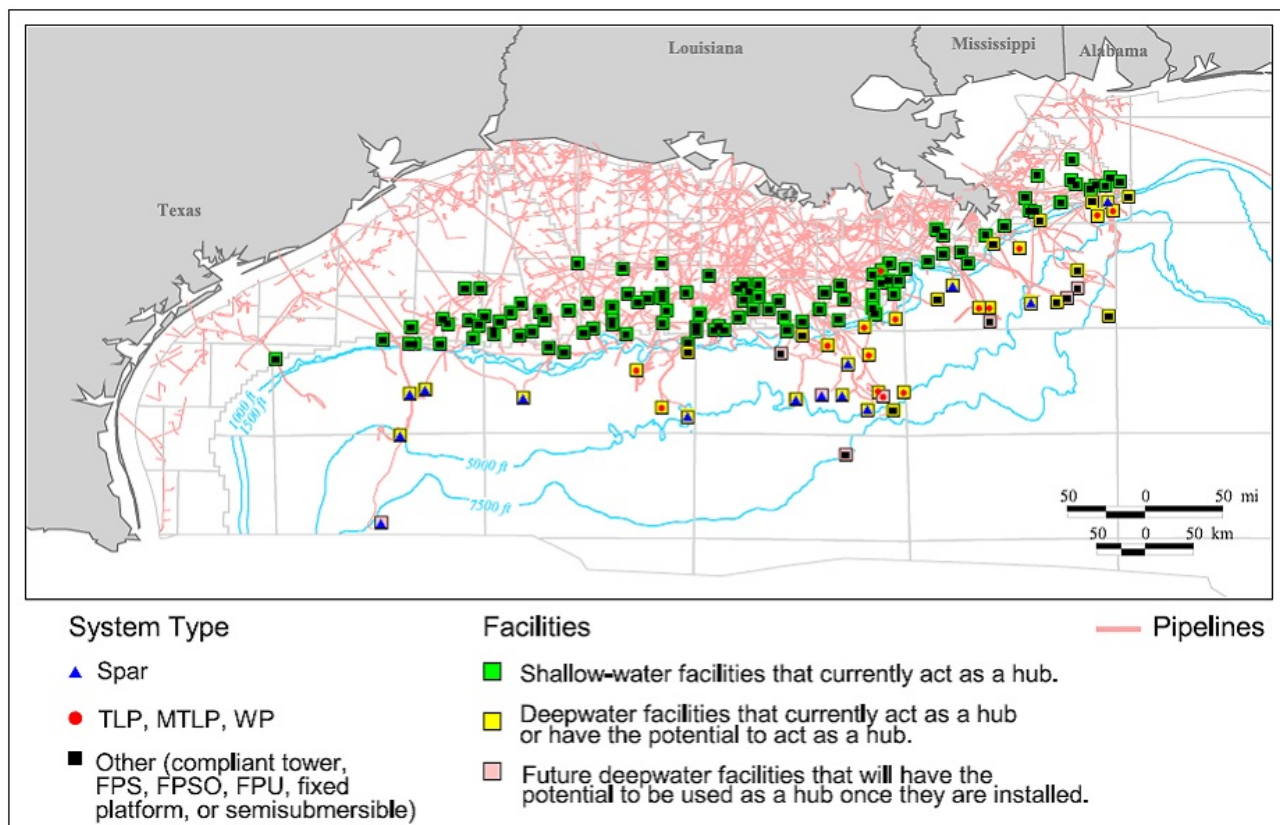 Louisiana
Mississippi
Alabama
Texas
1000 ft
1500 ft
5000 ft
7500 ft
50 0 50 mi
50 0 50 km
System Type
Spar
TLP, MTLP, WP
Other (compliant tower,
FPS, FPSO, FPU, fixed
platform, or semisubmersible)
Facilities
Shallow-water facilities that currently act as a hub.
Deepwater facilities that currently act as a hub
or have the potential to act as a hub.
Future deepwater facilities that will have the
potential to be used as a hub once they are installed.
Pipelines